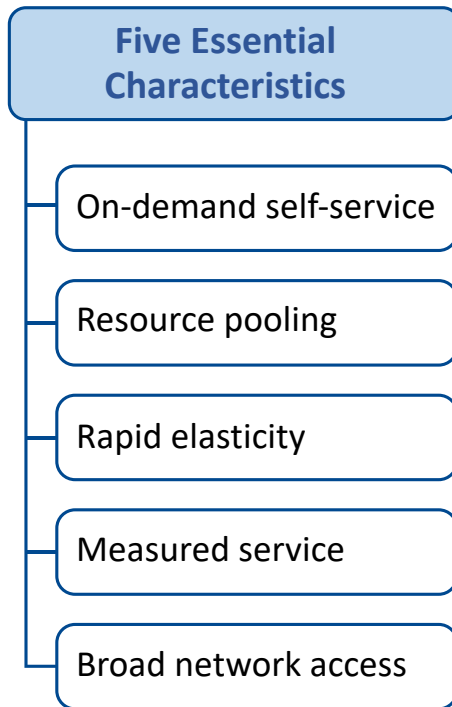 Five Essential
Characteristics
On-demand self-service
Resource pooling
Rapid elasticity
Measured service
Broad network access